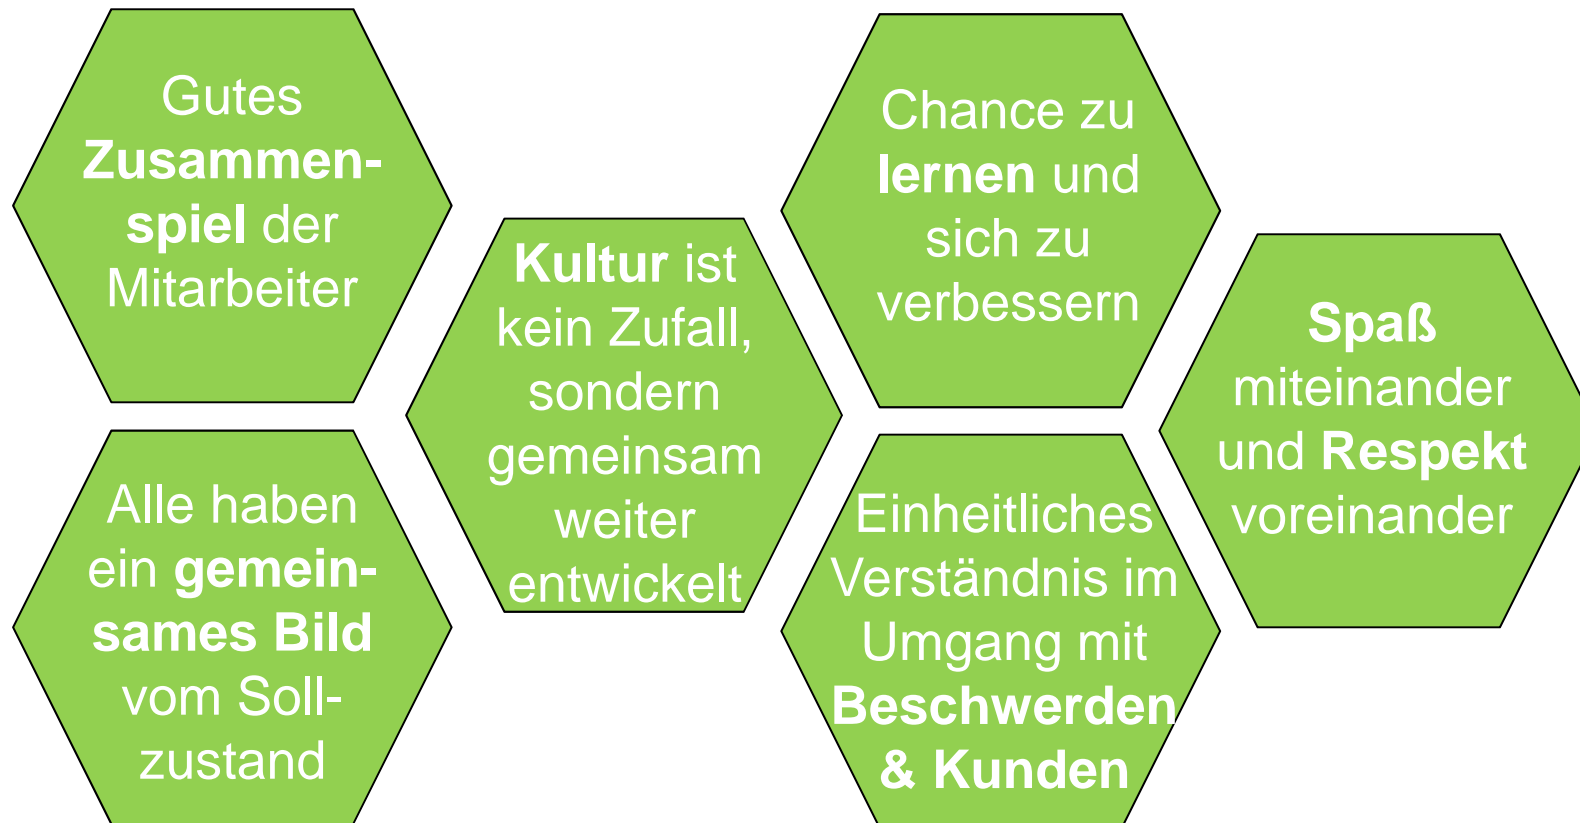 Gutes
Zusammen-
spiel der
Mitarbeiter
Alle haben
ein gemein-
sames Bild
vom Soll-
zustand
Kultur ist
kein Zufall,
sondern
gemeinsam
weiter
entwickelt
Chance zu
lernen und
sich zu
verbessern
Einheitliches
Verständnis im
Umgang mit
Beschwerden
& Kunden
Spaß
miteinander
und Respekt
voreinander